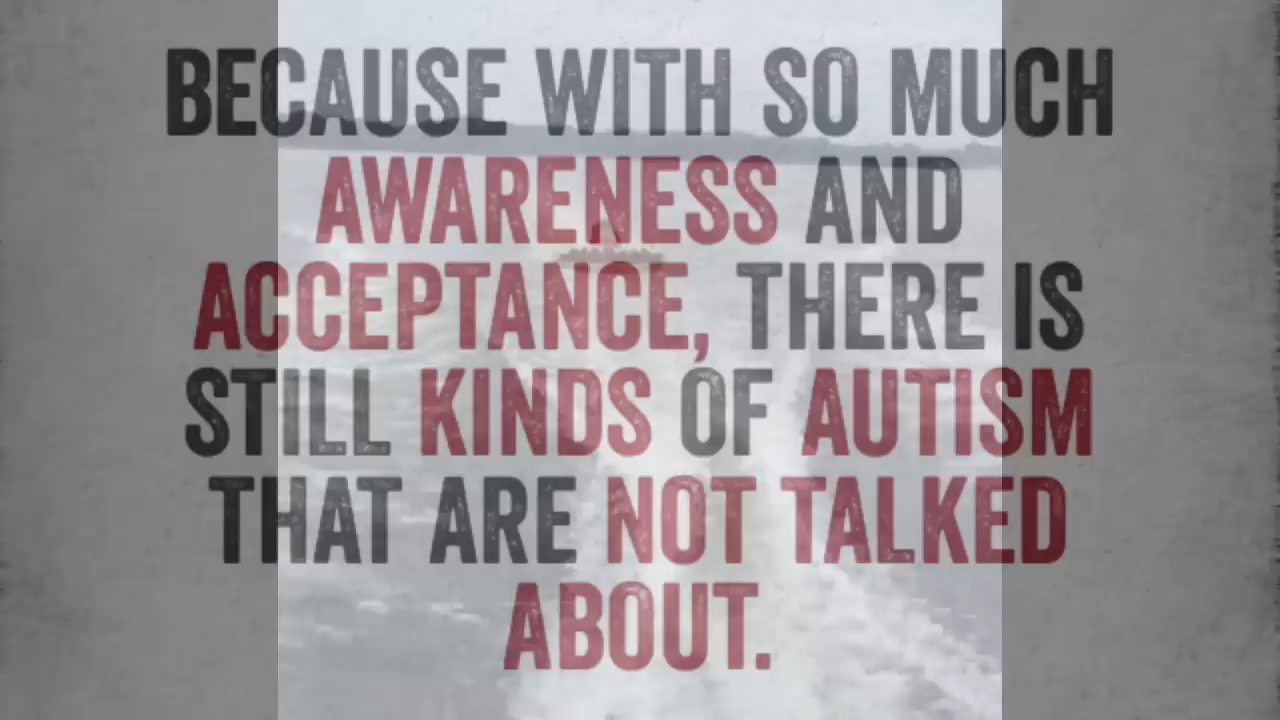 BECAUSE WITH SO MUCH
AWARENESS AND
ACCEPTANCE, THERE IS
STILL KINDS OF AUTISM
THAT ARE NOT TALKED
ABOUT.